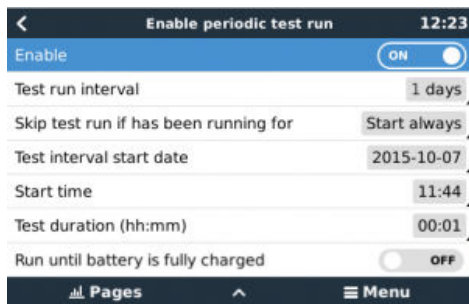 Enable periodic test run 12:23
Enable ON
Test run interval 1 days
Skip test run if has been running for Start always
Test interval start date 2015-10-07
Start time 11:44
Test duration (hh:mm) 00:01
Run until battery is fully charged OFF
Pages Menu